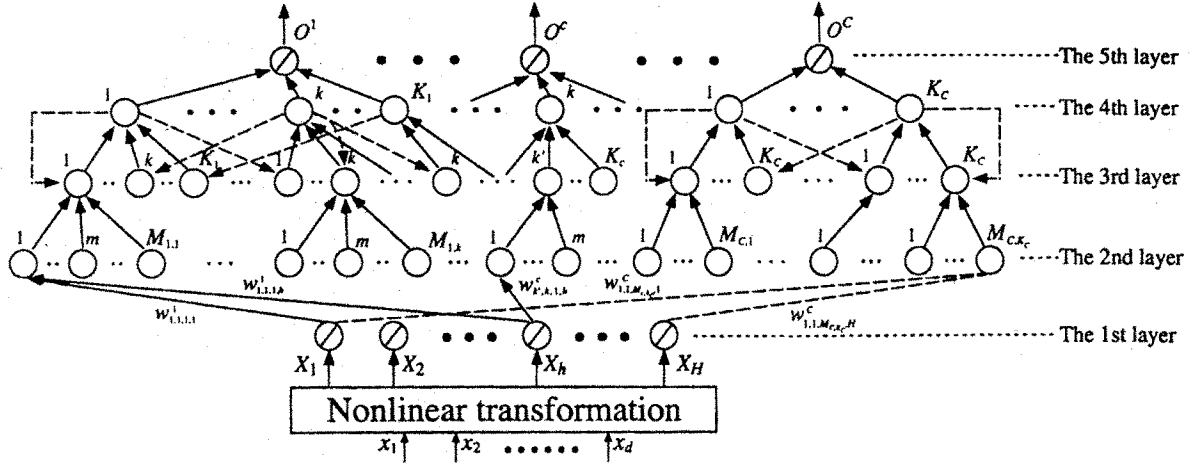 O^1 O^c O^C
The 5th layer
1 k K_1 k 1 K_C
The 4th layer
1 k K_1 1 k k k' K_c 1 K_C 1 K_C
The 3rd layer
1 m M_{1,1} 1 m M_{1,k} 1 m 1 M_{C,1} 1 1 M_{C,K_C}
The 2nd layer
w^1_{1,1,1,h} w^c_{k',k,1,h}
w^1_{1,1,1,1} w^C_{1,1,M_{C,K_C},H}
The 1st layer
X_1 X_2 X_h X_H
Nonlinear transformation
x_1 x_2 x_d